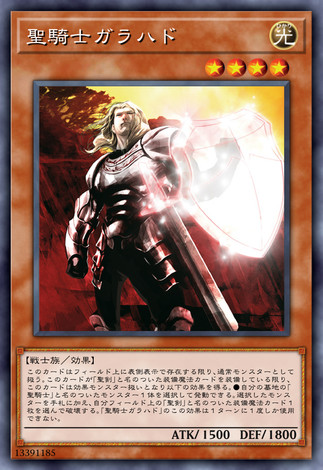 聖騎士ガラハド
光
【戦士族／効果】
このカードはフィールド上に表側表示で存在する限り、通常モンスターとして
扱う。このカードが「聖剣」と名のついた装備魔法カードを装備している限り、
このカードは効果モンスター扱いとなり以下の効果を得る。●自分の墓地の「
聖騎士」と名のついたモンスター１体を選択して発動できる。選択したモンス
ターを手札に加え、自分フィールド上の「聖剣」と名のついた装備魔法カード１
枚を選んで破壊する。「聖騎士ガラハド」のこの効果は１ターンに１度しか使用
できない。
ATK/1500 DEF/1800
13391185